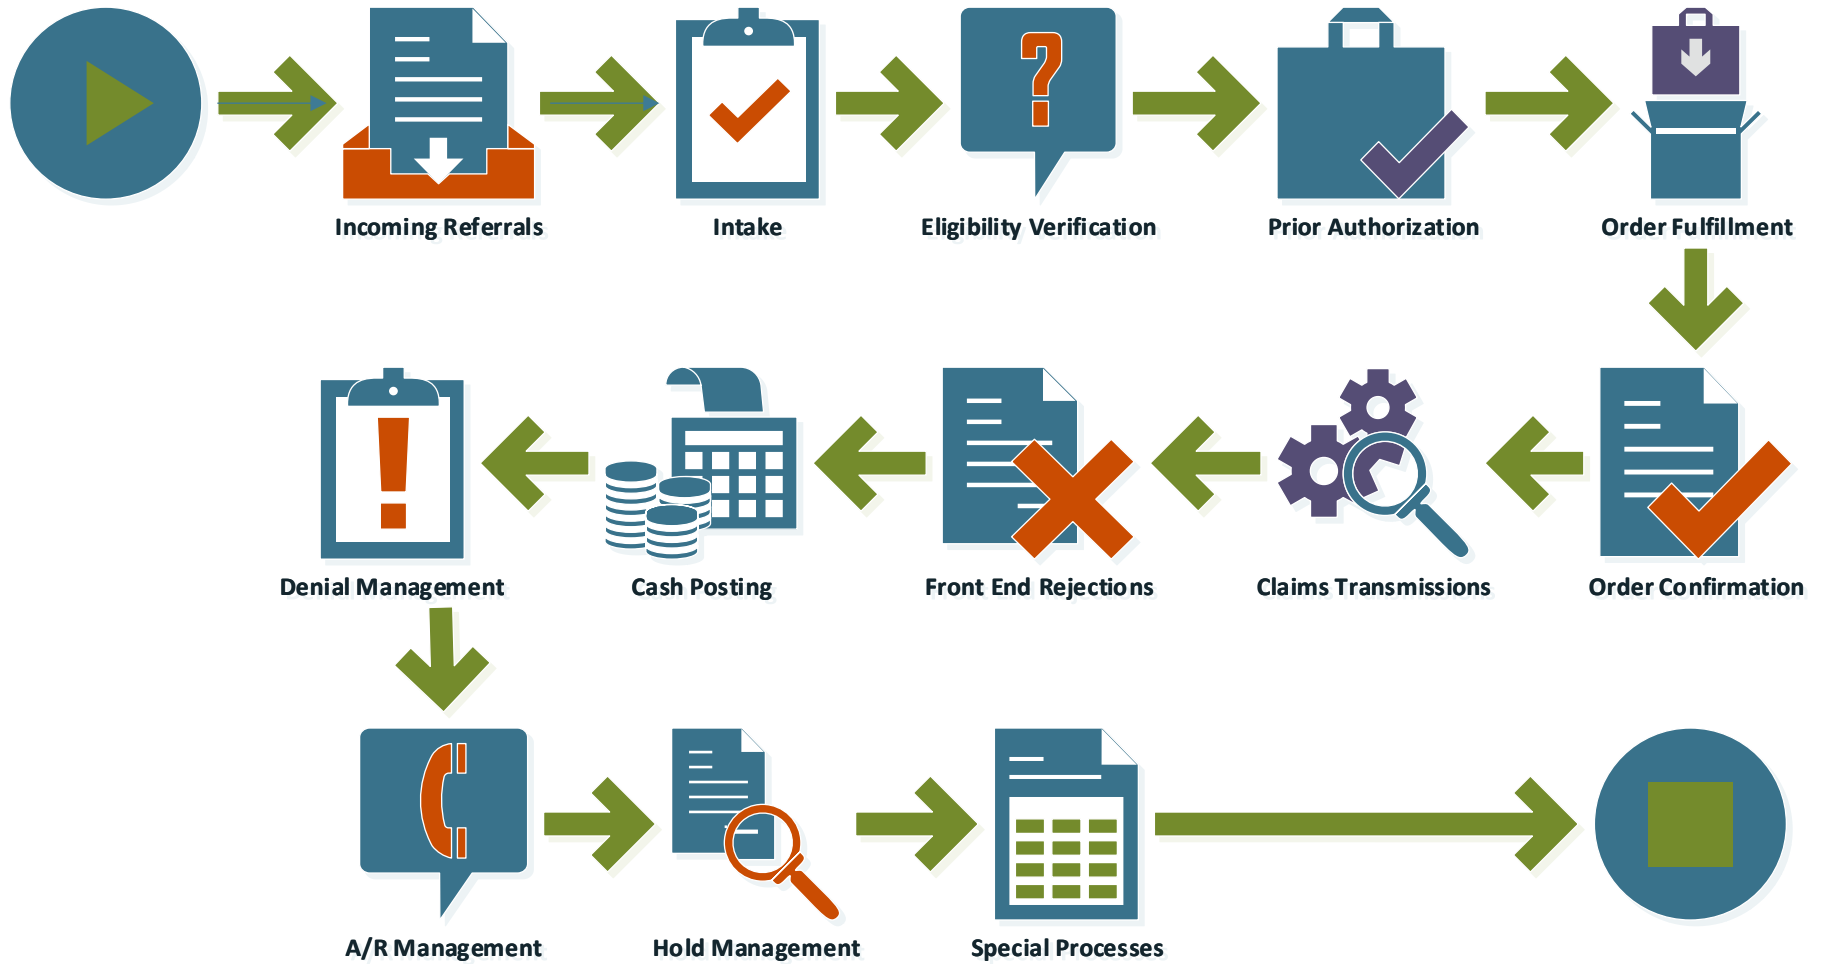 Incoming Referrals
Intake
Eligibility Verification
Prior Authorization
Order Fulfillment
Denial Management
Cash Posting
Front End Rejections
Claims Transmissions
Order Confirmation
A/R Management
Hold Management
Special Processes